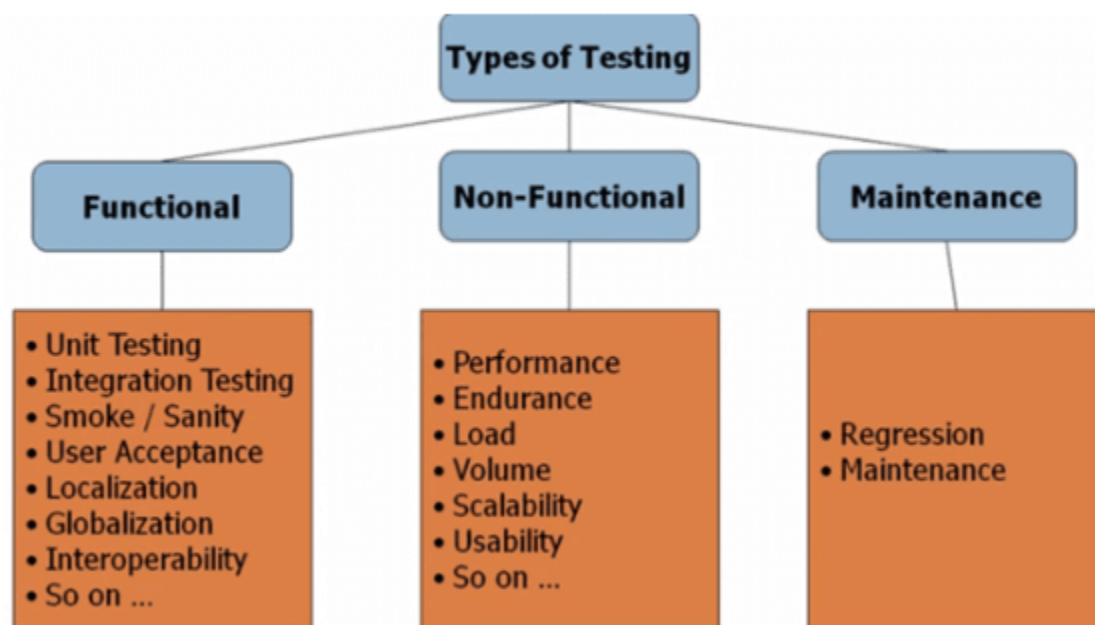 Types of Testing
Functional
Non-Functional
Maintenance
• Unit Testing
• Integration Testing
• Smoke / Sanity
• User Acceptance
• Localization
• Globalization
• Interoperability
• So on ...
• Performance
• Endurance
• Load
• Volume
• Scalability
• Usability
• So on ...
• Regression
• Maintenance